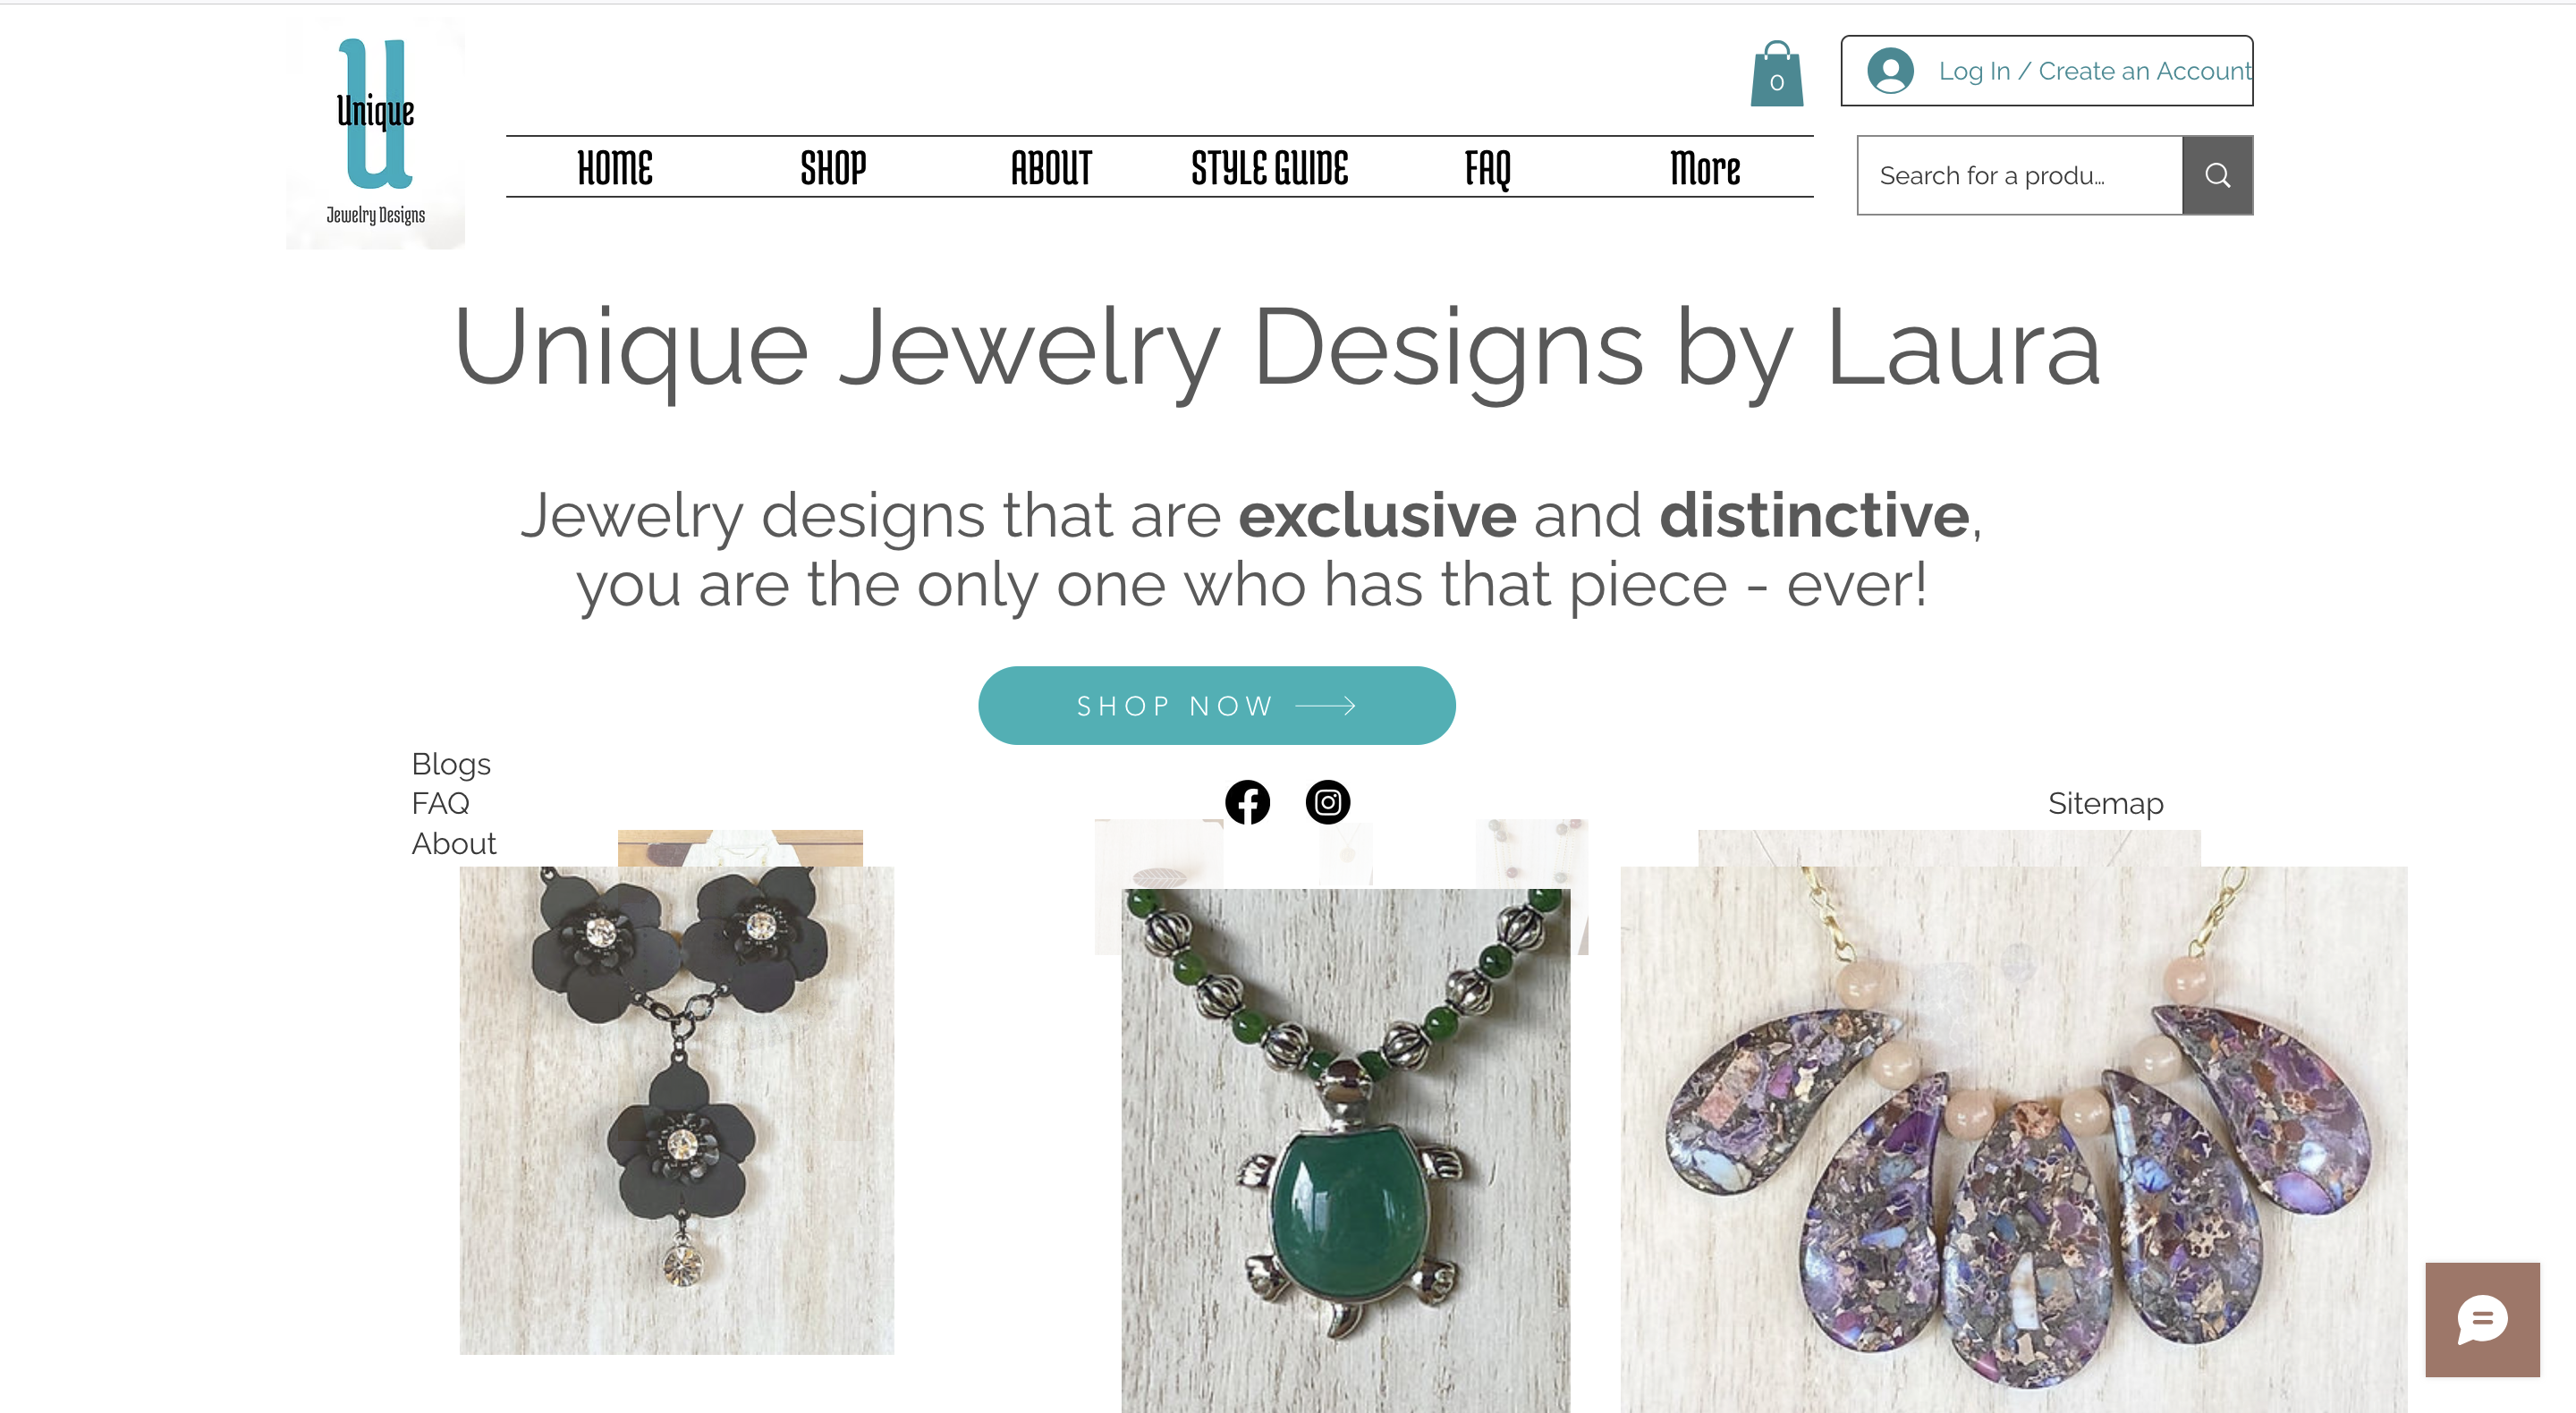 Unique
Jewelry Designs
0
Log In / Create an Account
HOME SHOP ABOUT STYLE GUIDE FAQ More
Search for a produ...
Unique Jewelry Designs by Laura
Jewelry designs that are exclusive and distinctive,
you are the only one who has that piece - ever!
SHOP NOW
Blogs
FAQ
About
Sitemap